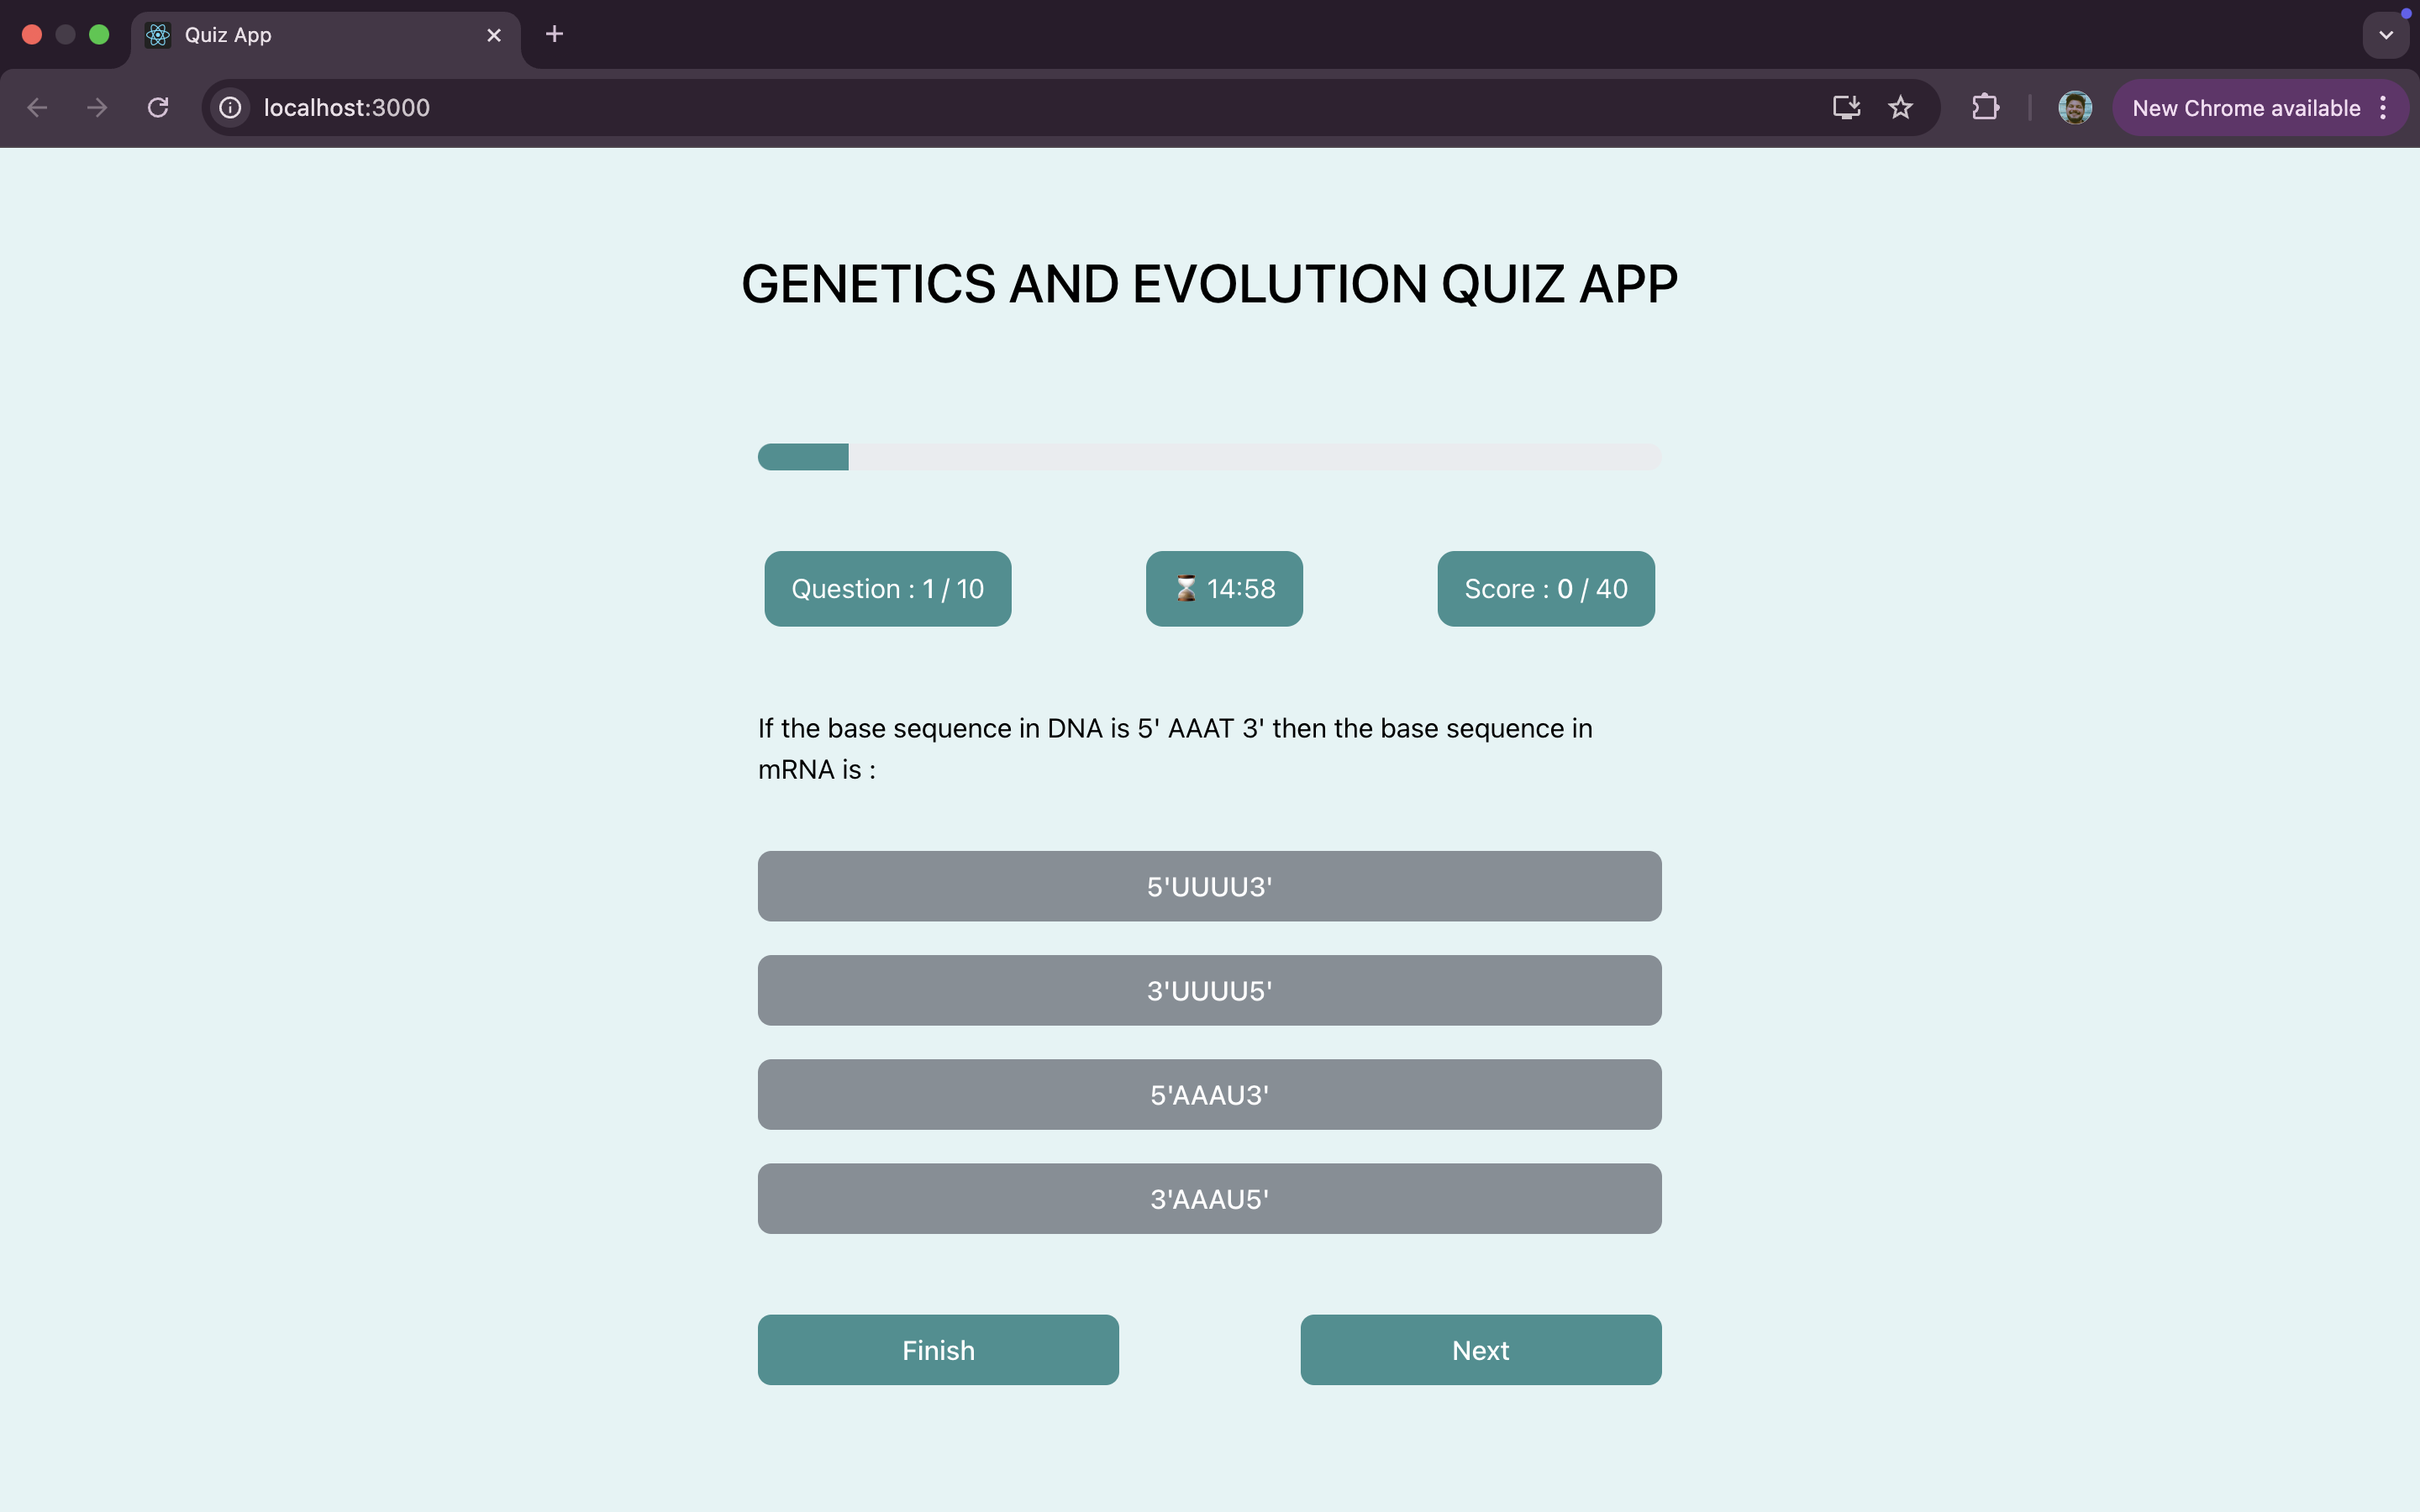 Quiz App
localhost:3000
New Chrome available
GENETICS AND EVOLUTION QUIZ APP
Question : 1 / 10
⌛ 14:58
Score : 0 / 40
If the base sequence in DNA is 5' AAAT 3' then the base sequence in
mRNA is :
5'UUUU3'
3'UUUU5'
5'AAAU3'
3'AAAU5'
Finish
Next